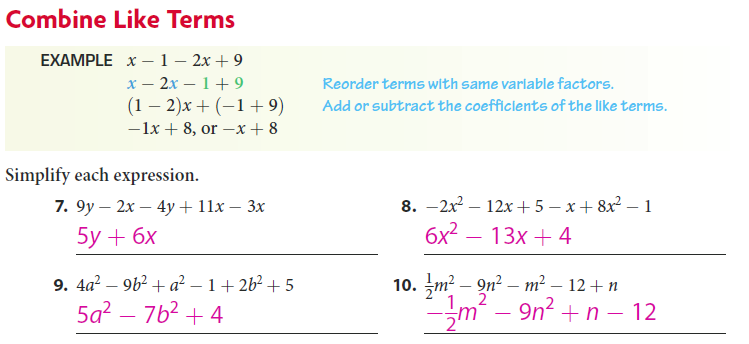 Combine Like Terms
EXAMPLE x − 1 − 2x + 9
x − 2x − 1 + 9 Reorder terms with same variable factors.
(1 − 2)x + (−1 + 9) Add or subtract the coefficients of the like terms.
−1x + 8, or −x + 8
Simplify each expression.
7. 9y − 2x − 4y + 11x − 3x
5y + 6x
8. −2x² − 12x + 5 − x + 8x² − 1
6x² − 13x + 4
9. 4a² − 9b² + a² − 1 + 2b² + 5
5a² − 7b² + 4
10. ½m² − 9n² − m² − 12 + n
−½m² − 9n² + n − 12